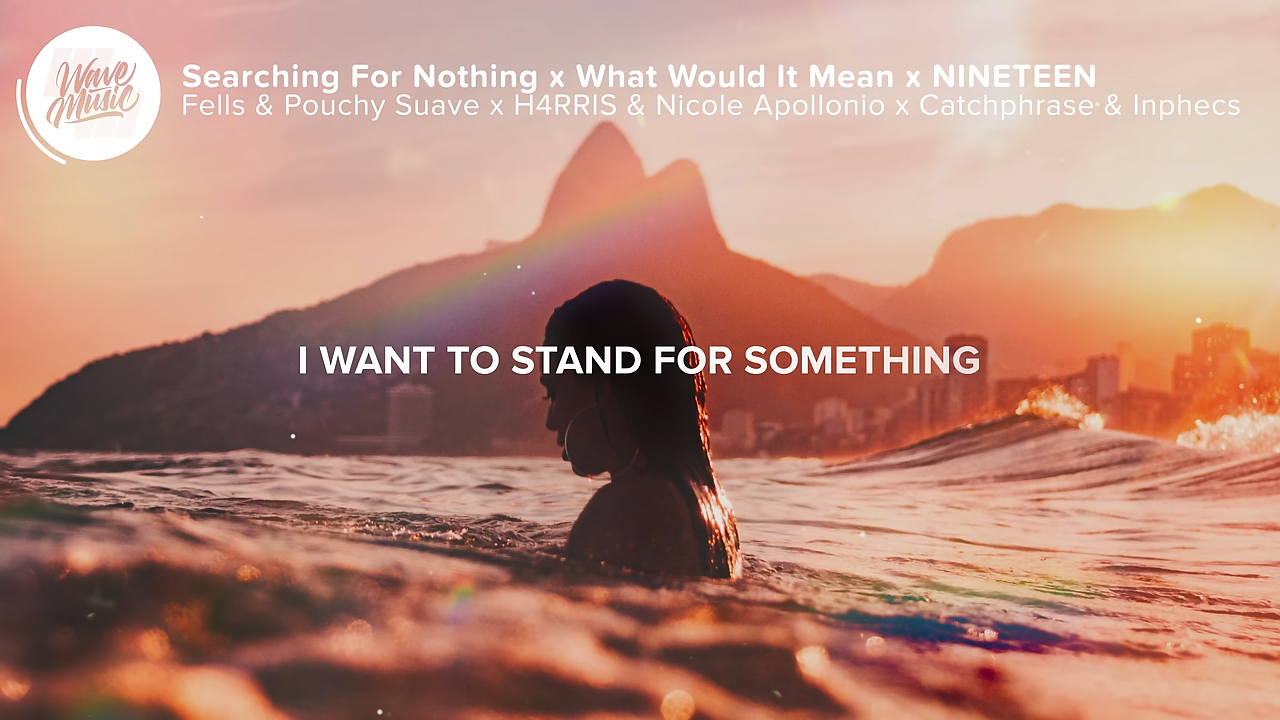 Wave
Music
Searching For Nothing x What Would It Mean x NINETEEN
Fells & Pouchy Suave x H4RRIS & Nicole Apollonio x Catchphrase & Inphecs
I WANT TO STAND FOR SOMETHING